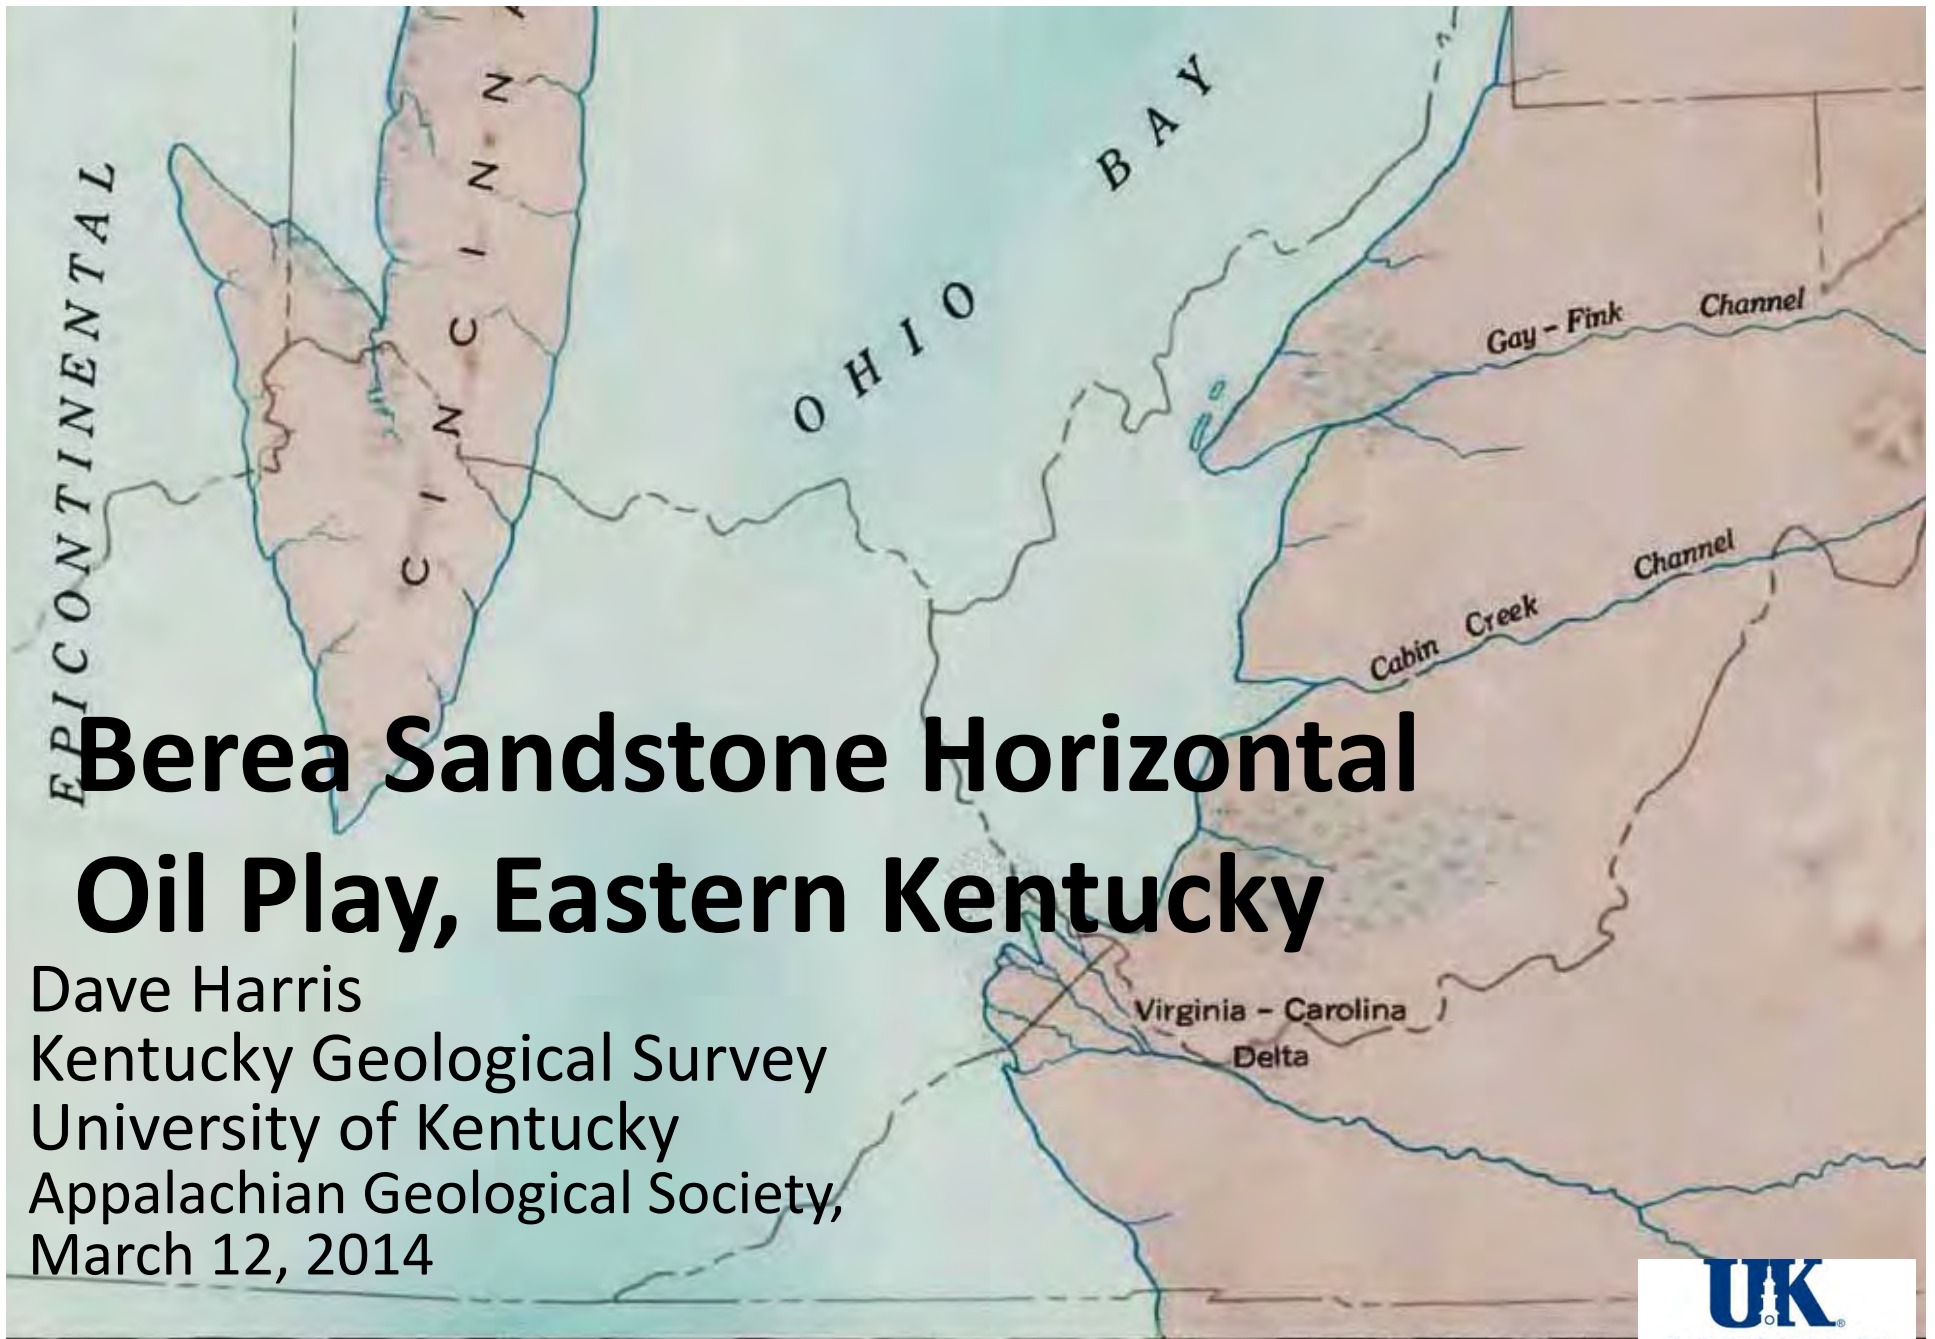 EPICONTINENTAL
CINCINN
OHIO BAY
Gay - Fink Channel
Cabin Creek Channel
Berea Sandstone Horizontal
Oil Play, Eastern Kentucky
Dave Harris
Kentucky Geological Survey
University of Kentucky
Appalachian Geological Society,
March 12, 2014
Virginia - Carolina
Delta
UK®